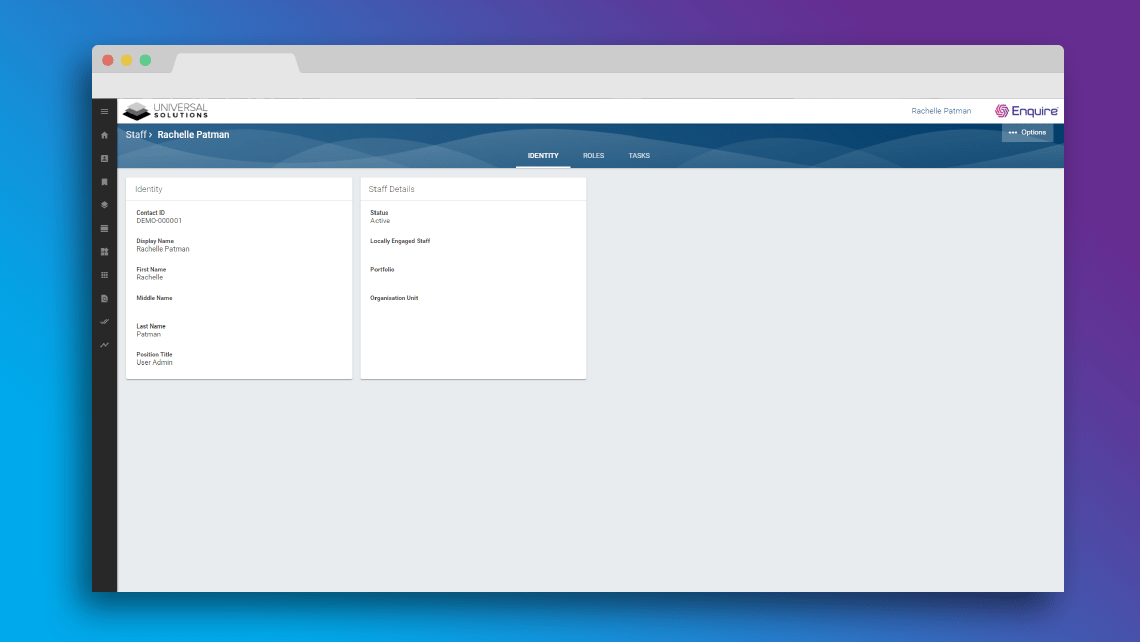 UNIVERSAL
SOLUTIONS
Rachelle Patman
Enquire
Staff › Rachelle Patman
••• Options
IDENTITY
ROLES
TASKS
Identity
Contact ID
DEMO-000001
Display Name
Rachelle Patman
First Name
Rachelle
Middle Name
Last Name
Patman
Position Title
User Admin
Staff Details
Status
Active
Locally Engaged Staff
Portfolio
Organisation Unit